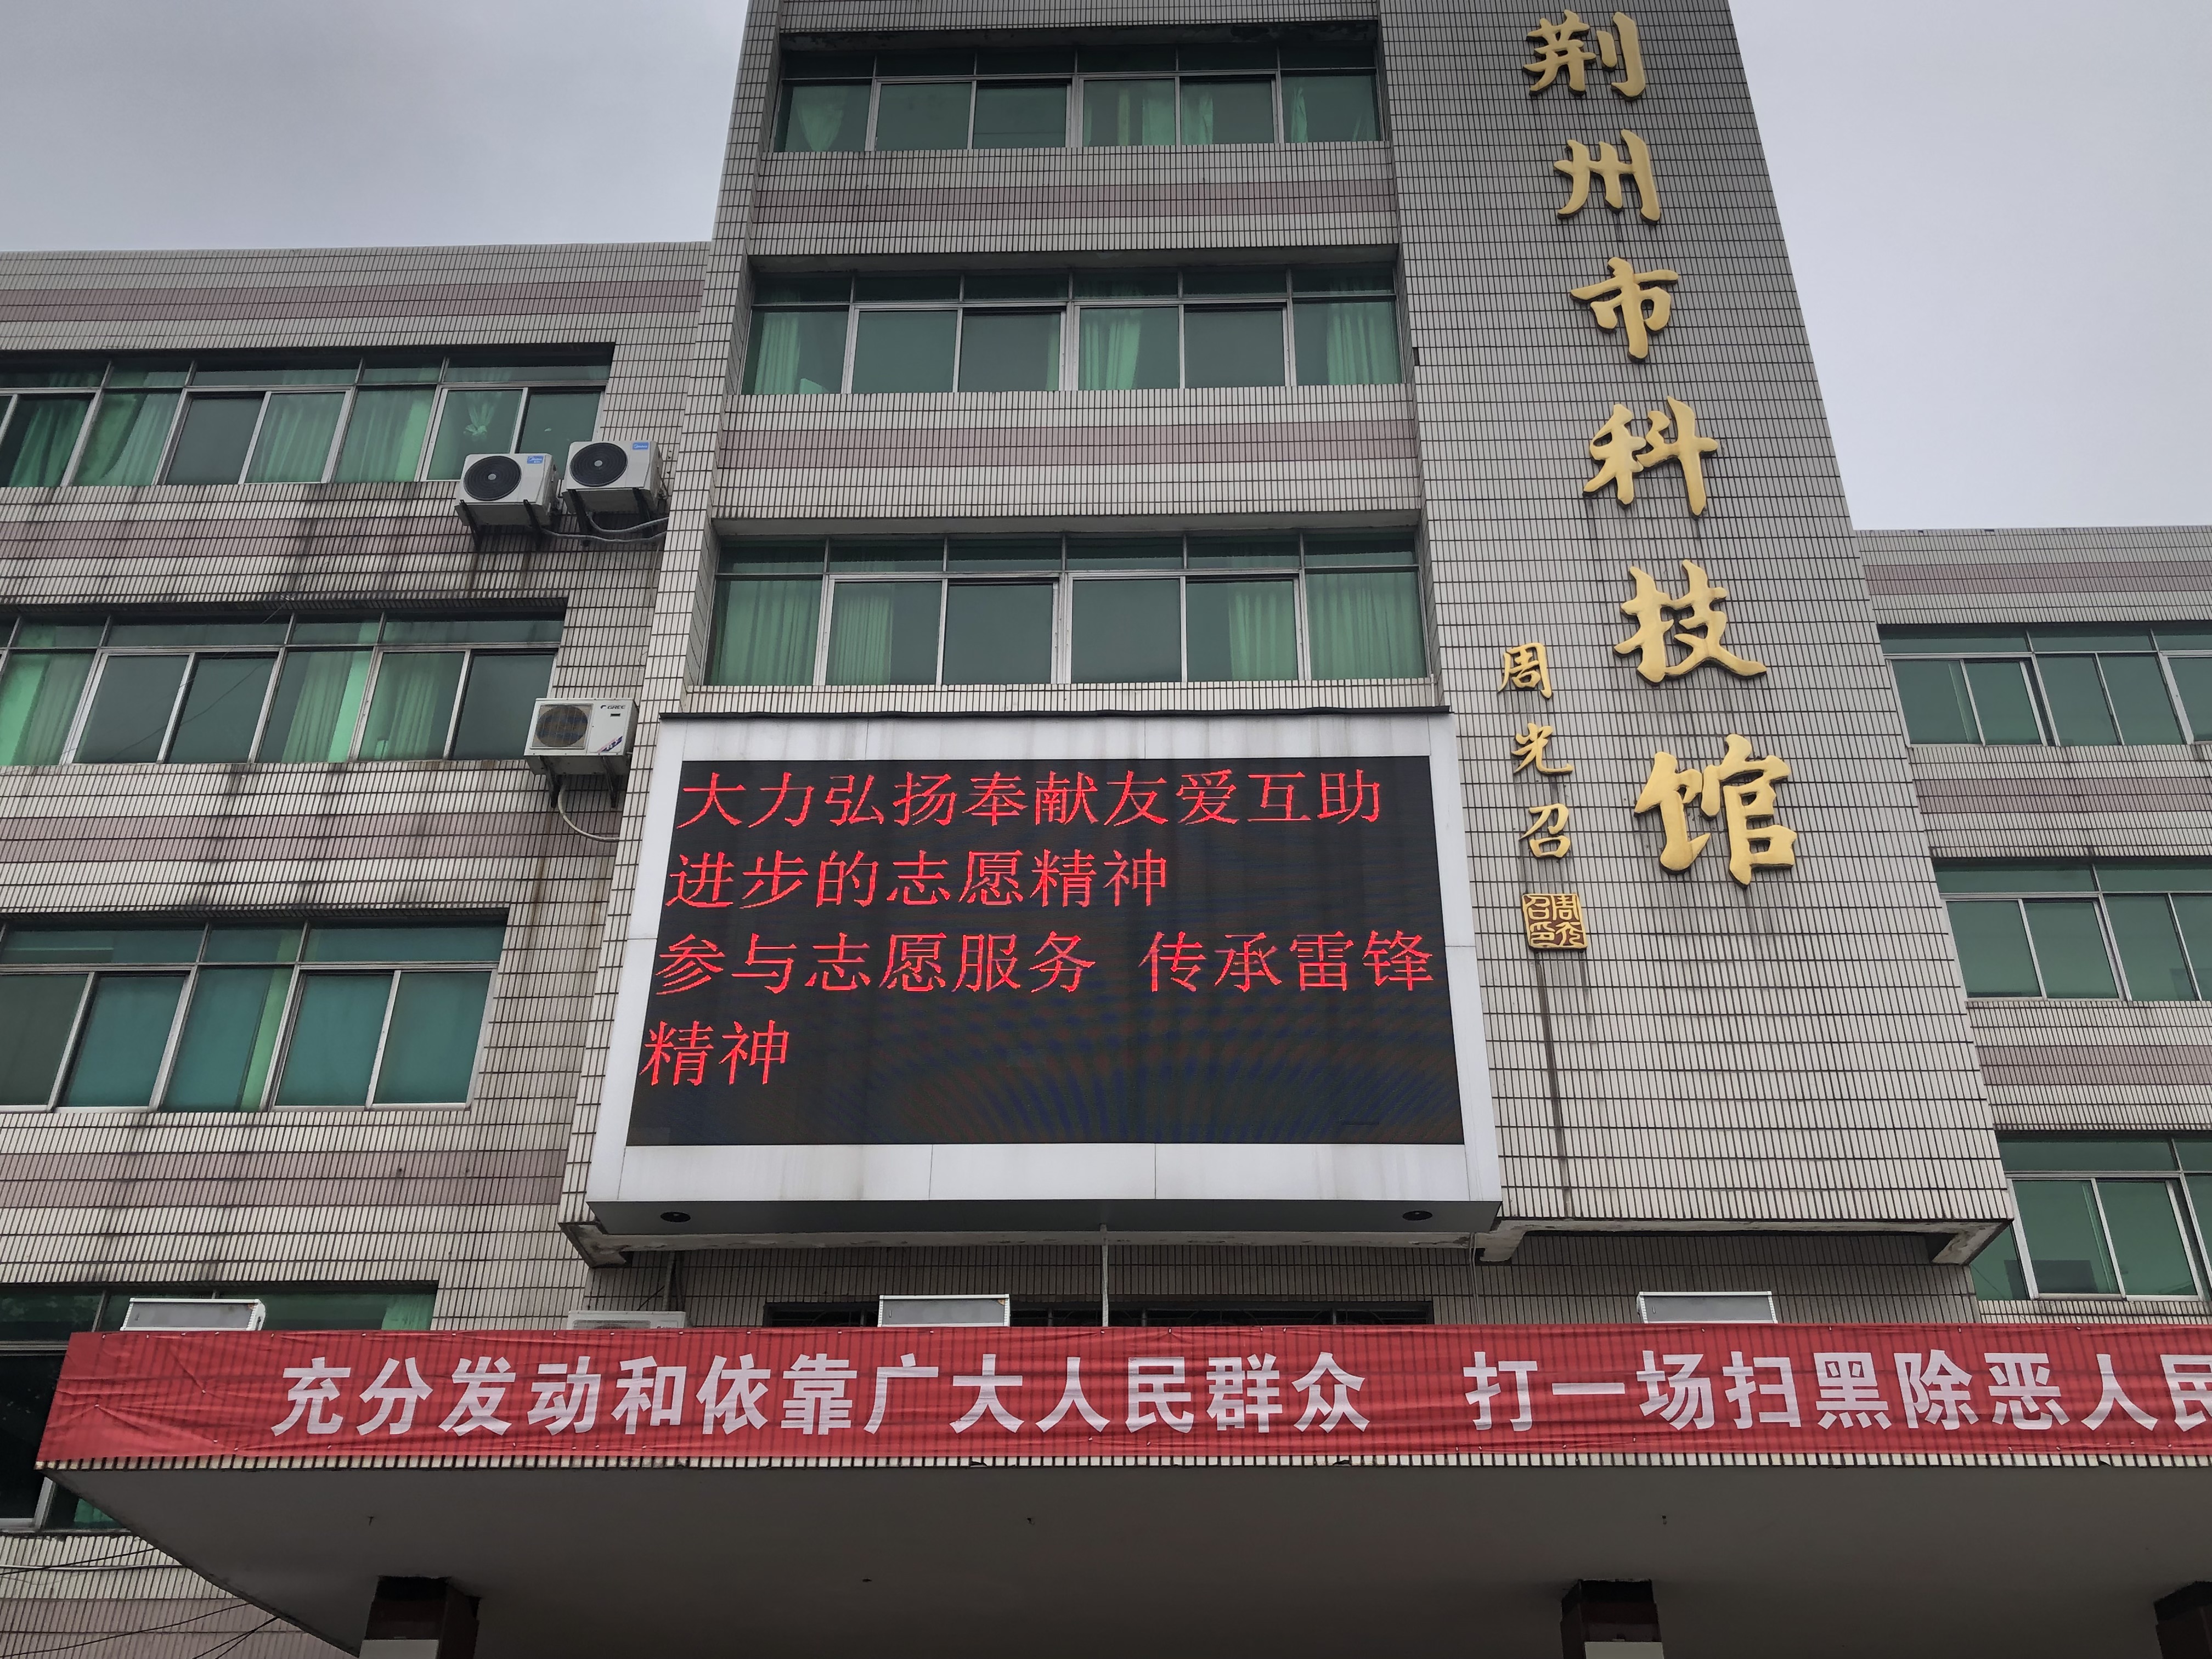 荆州市科技馆
周光召
大力弘扬奉献友爱互助
进步的志愿精神
参与志愿服务 传承雷锋
精神
GREE
充分发动和依靠广大人民群众 打一场扫黑除恶人民